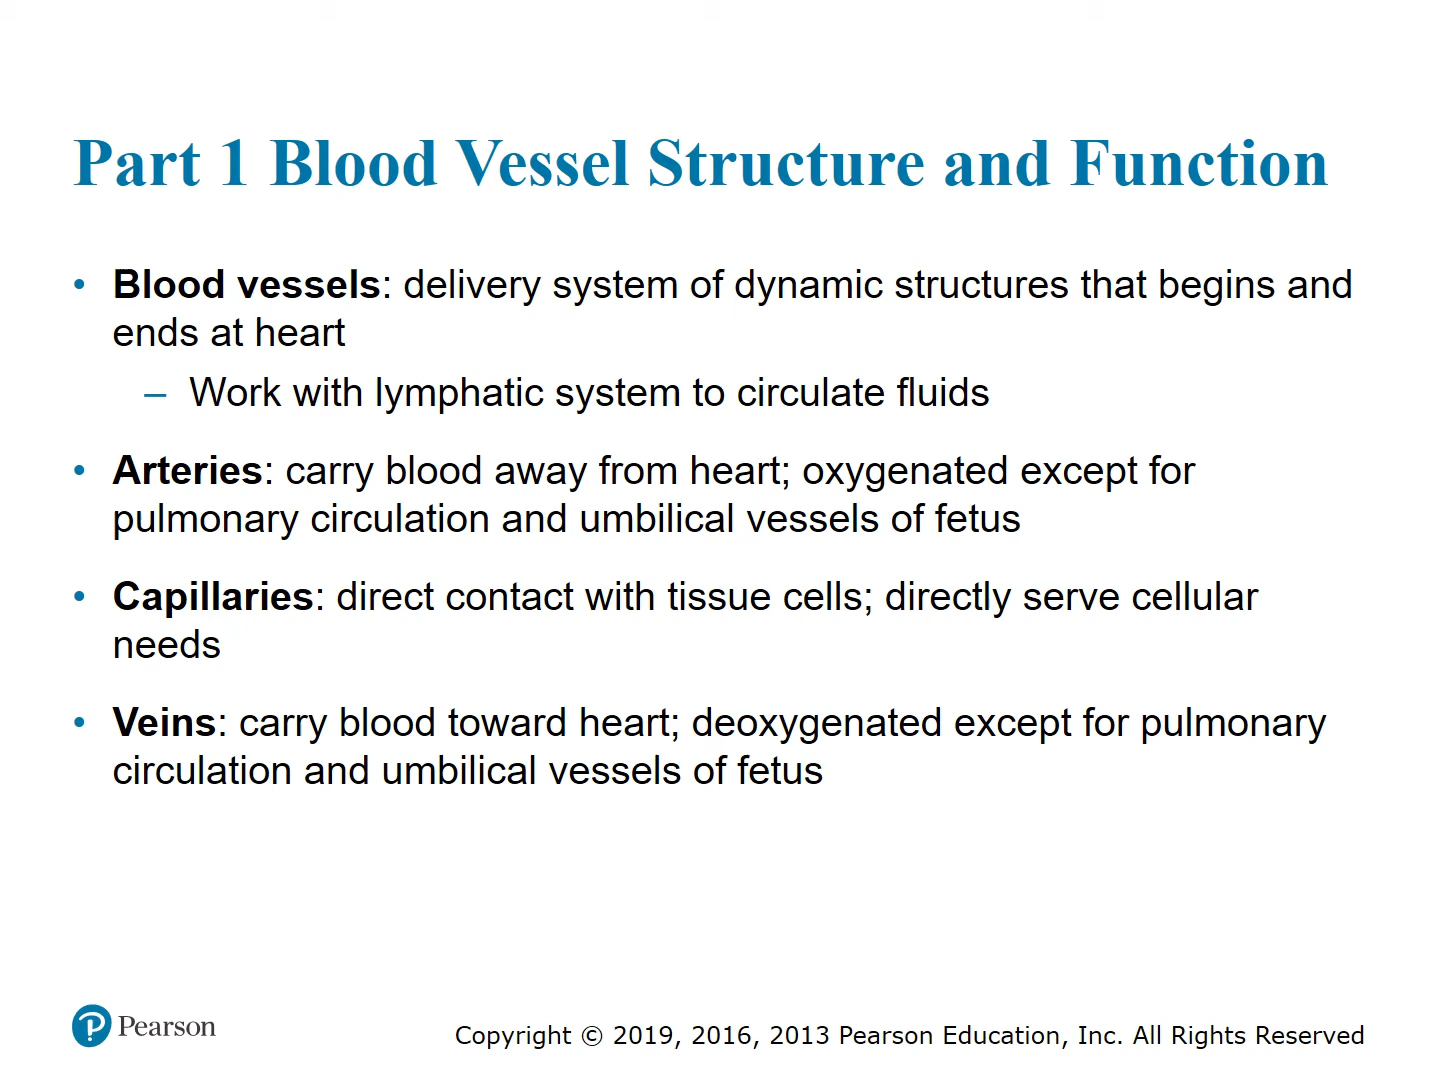 Part 1 Blood Vessel Structure and Function
• Blood vessels: delivery system of dynamic structures that begins and
ends at heart
– Work with lymphatic system to circulate fluids
• Arteries: carry blood away from heart; oxygenated except for
pulmonary circulation and umbilical vessels of fetus
• Capillaries: direct contact with tissue cells; directly serve cellular
needs
• Veins: carry blood toward heart; deoxygenated except for pulmonary
circulation and umbilical vessels of fetus
Pearson
Copyright © 2019, 2016, 2013 Pearson Education, Inc. All Rights Reserved